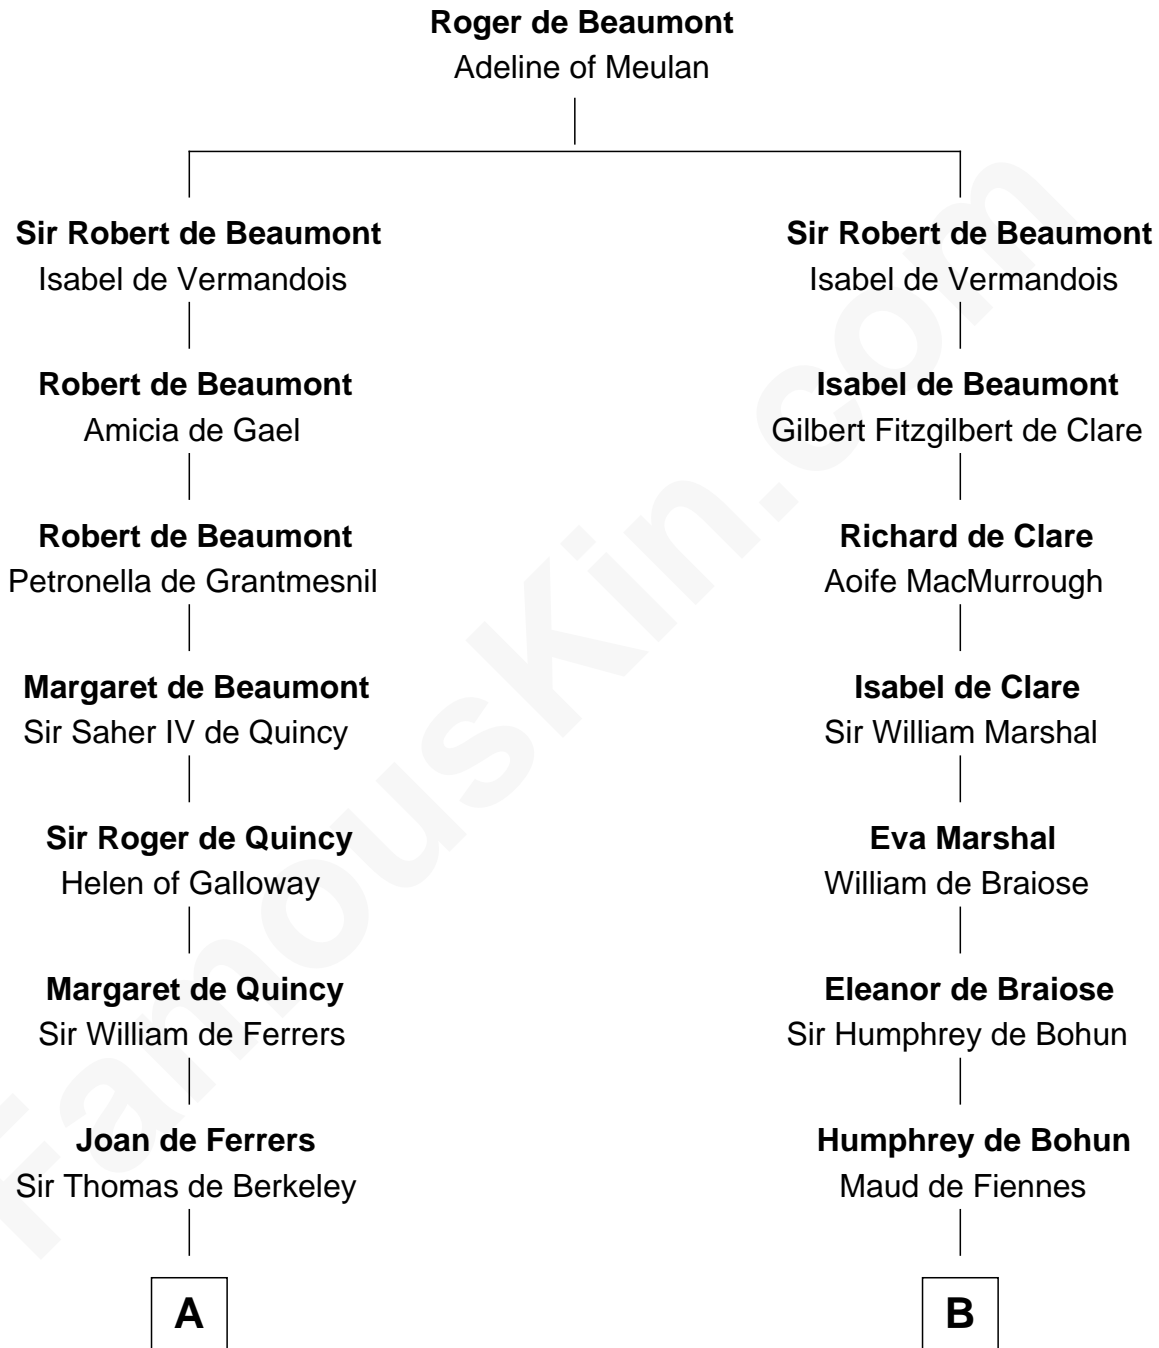 Roger de Beaumont
Adeline of Meulan
Sir Robert de Beaumont
Isabel de Vermandois
Sir Robert de Beaumont
Isabel de Vermandois
Robert de Beaumont
Amicia de Gael
Isabel de Beaumont
Gilbert Fitzgilbert de Clare
Robert de Beaumont
Petronella de Grantmesnil
Richard de Clare
Aoife MacMurrough
Margaret de Beaumont
Sir Saher IV de Quincy
Isabel de Clare
Sir William Marshal
Sir Roger de Quincy
Helen of Galloway
Eva Marshal
William de Braiose
Margaret de Quincy
Sir William de Ferrers
Eleanor de Braiose
Sir Humphrey de Bohun
Joan de Ferrers
Sir Thomas de Berkeley
Humphrey de Bohun
Maud de Fiennes
A
B
FamousKin.com